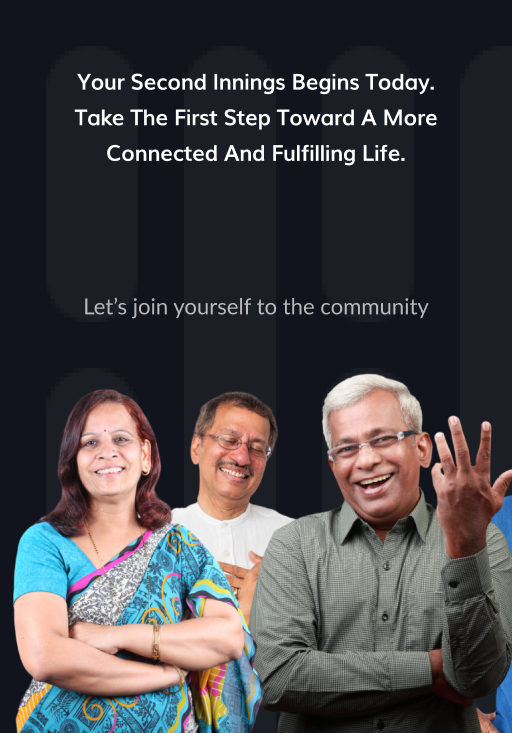 Your Second Innings Begins Today.
Take The First Step Toward A More
Connected And Fulfilling Life.
Let's join yourself to the community